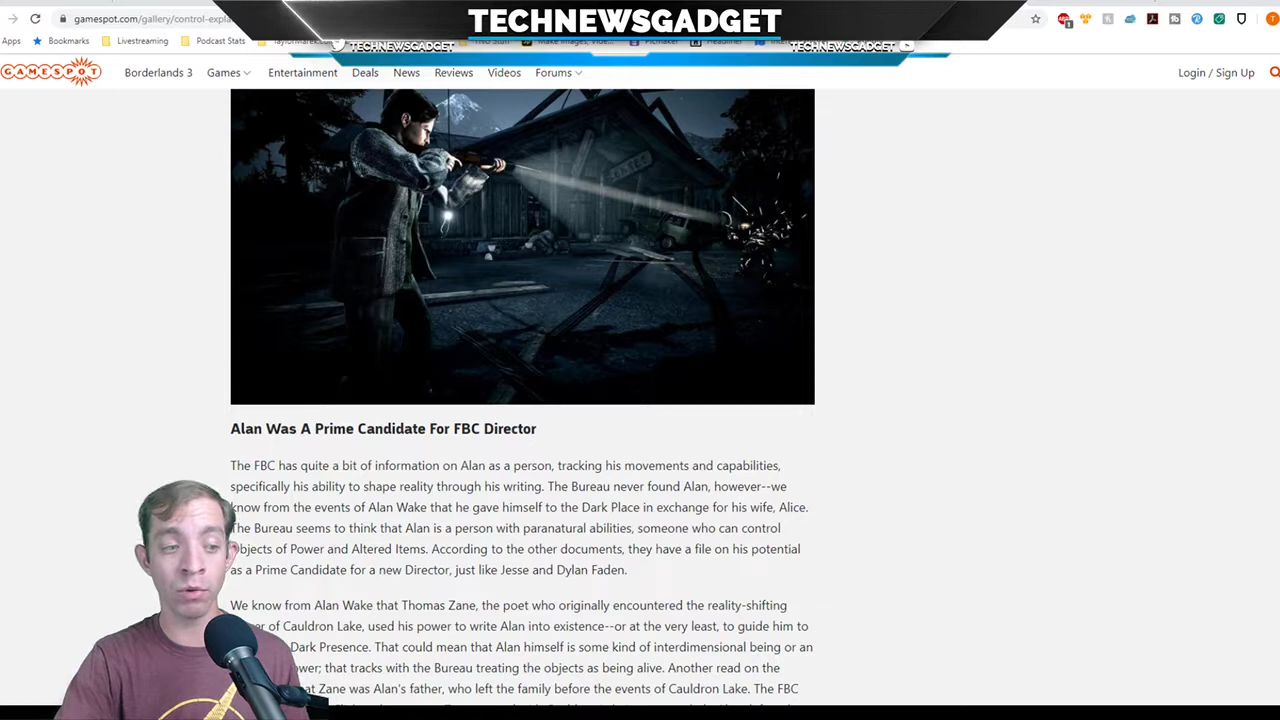 TECHNEWSGADGET
gamespot.com/gallery/control-expla
Apps Bookmarks Livestreaming Podcast Stats
TECHNEWSGADGET TECHNEWSGADGET
GAMESPOT Borderlands 3 Games Entertainment Deals News Reviews Videos Forums Login / Sign Up
Alan Was A Prime Candidate For FBC Director
The FBC has quite a bit of information on Alan as a person, tracking his movements and capabilities,
specifically his ability to shape reality through his writing. The Bureau never found Alan, however--we
know from the events of Alan Wake that he gave himself to the Dark Place in exchange for his wife, Alice.
The Bureau seems to think that Alan is a person with paranatural abilities, someone who can control
Objects of Power and Altered Items. According to the other documents, they have a file on his potential
as a Prime Candidate for a new Director, just like Jesse and Dylan Faden.
We know from Alan Wake that Thomas Zane, the poet who originally encountered the reality-shifting
of Cauldron Lake, used his power to write Alan into existence--or at the very least, to guide him to
Dark Presence. That could mean that Alan himself is some kind of interdimensional being or an
that tracks with the Bureau treating the objects as being alive. Another read on the
Zane was Alan's father, who left the family before the events of Cauldron Lake. The FBC